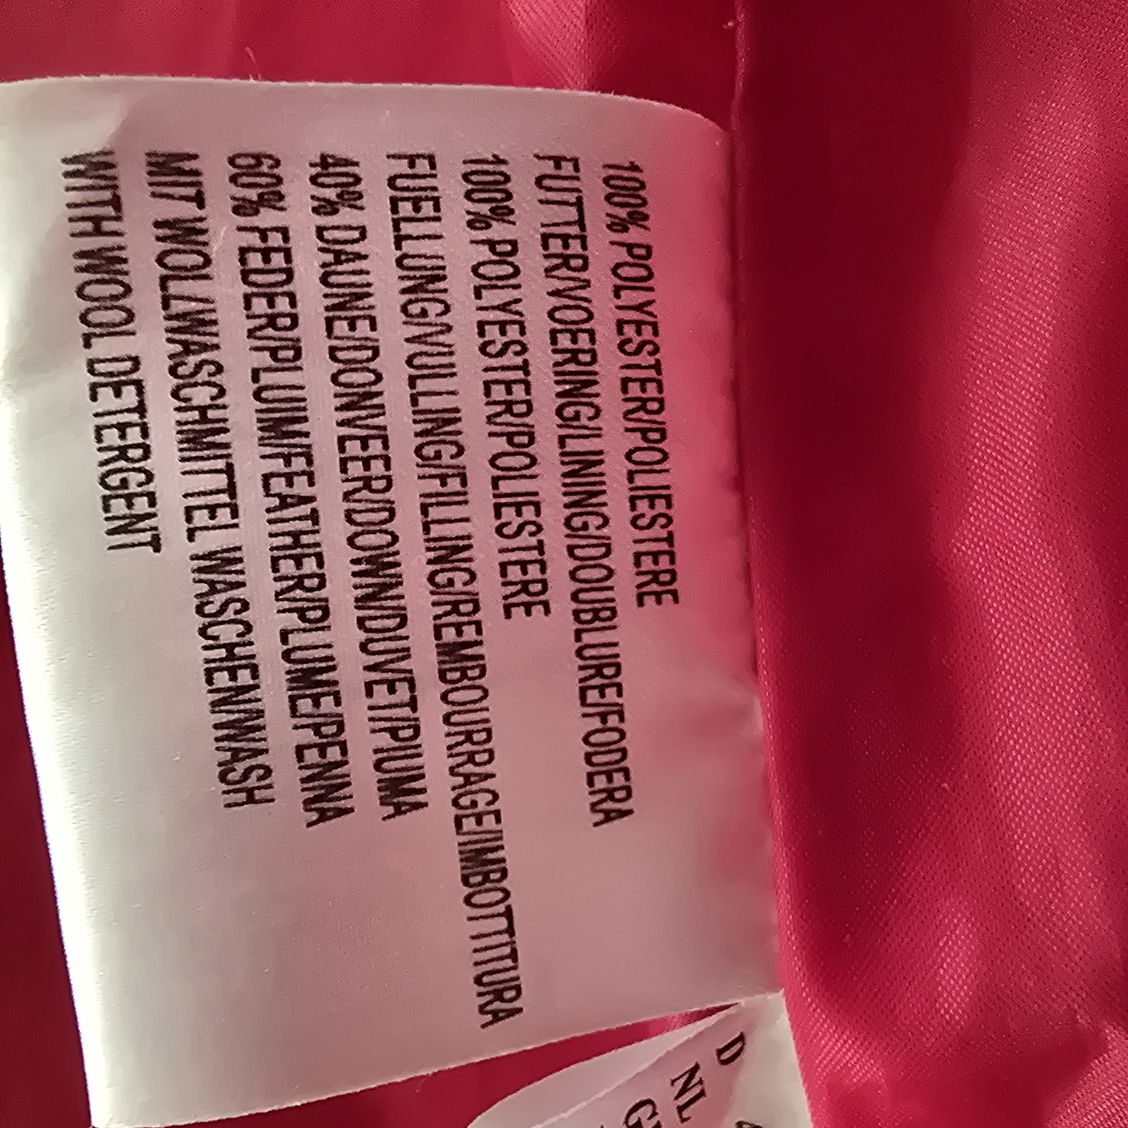 100% POLYESTER/POLIESTERE
FUTTER/VOERING/LINING/DOUBLURE/FODERA
100% POLYESTER/POLIESTERE
FUELLUNG/VULLING/FILLING/REMBOURRAGE/IMBOTTITURA
40% DAUNE/DONVEER/DOWN/DUVET/PIUMA
60% FEDER/PLUIM/FEATHER/PLUME/PENNA
MIT WOLLWASCHMITTEL WASCHEN/WASH
WITH WOOL DETERGENT
D
NL